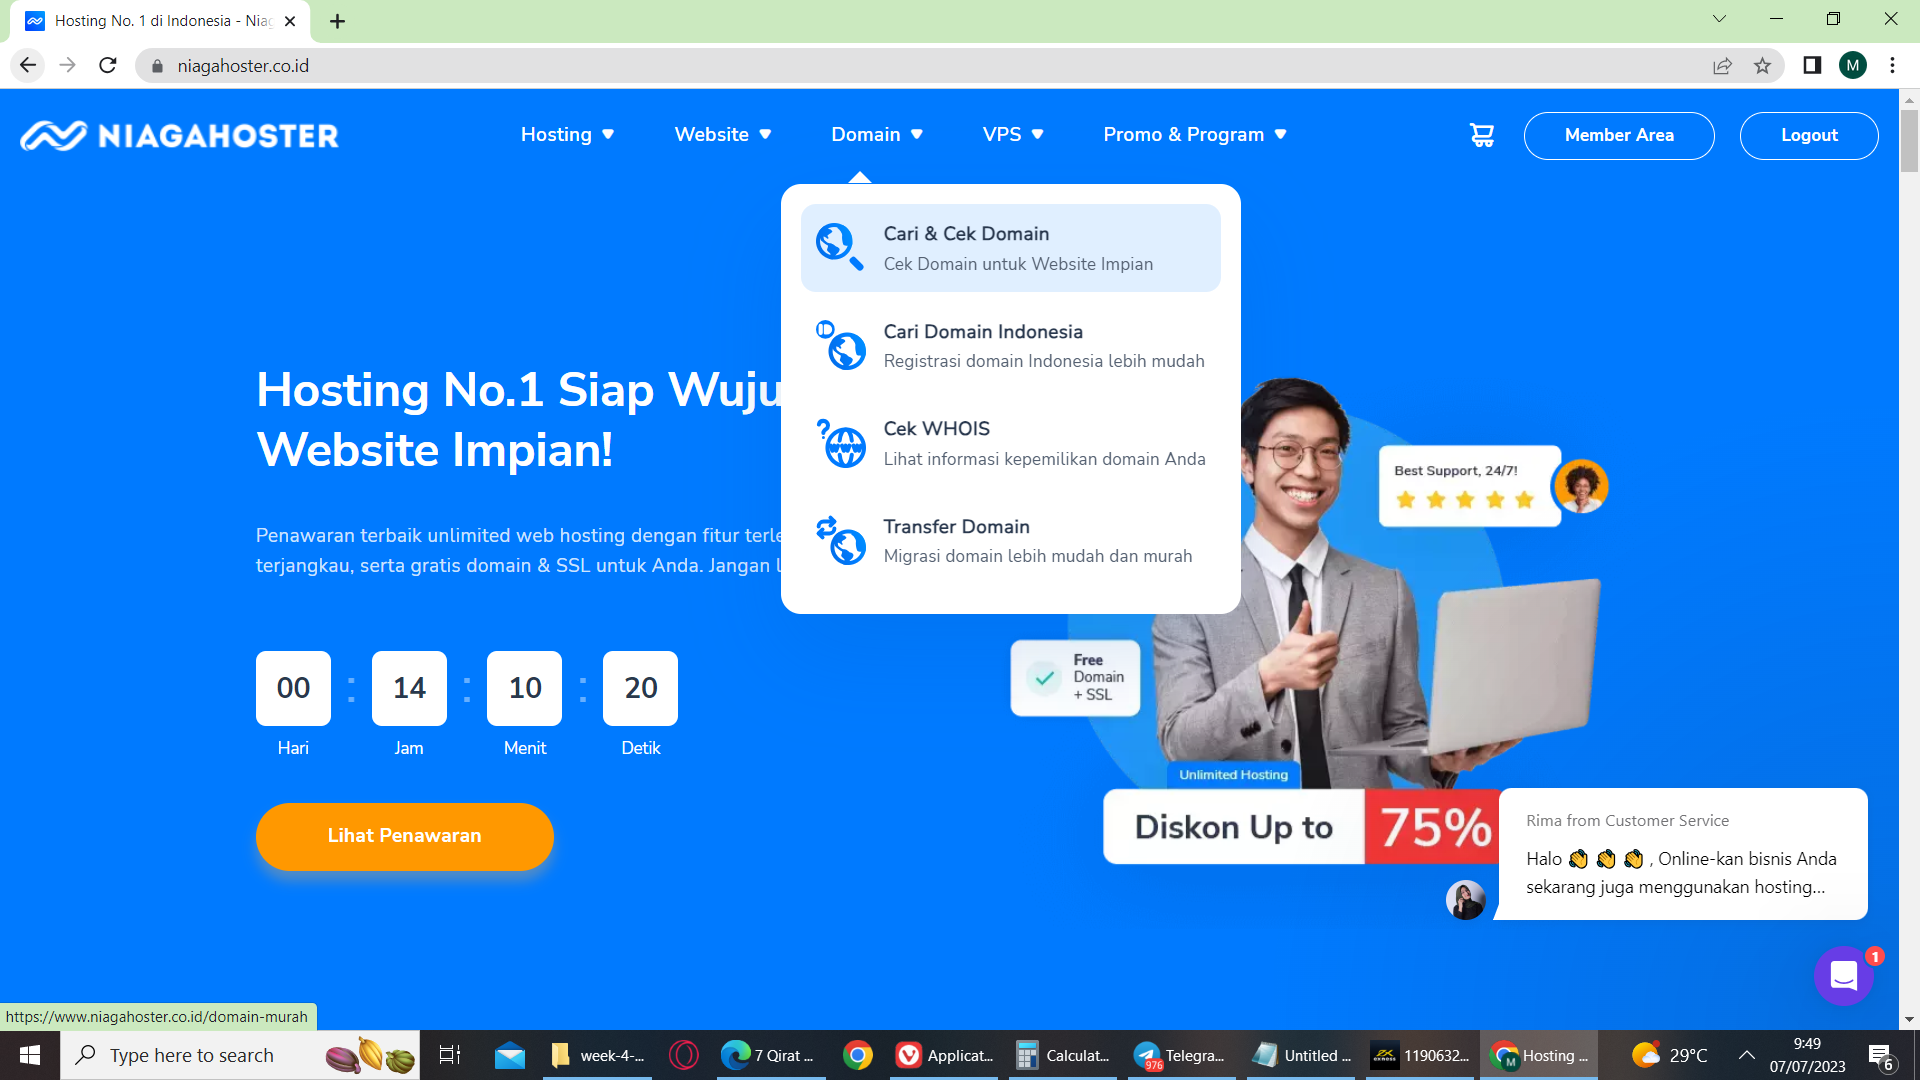 Hosting No. 1 di Indonesia - Niag
niagahoster.co.id
M
NIAGAHOSTER
Hosting
Website
Domain
VPS
Promo & Program
Member Area
Logout
Cari & Cek Domain
Cek Domain untuk Website Impian
Cari Domain Indonesia
Registrasi domain Indonesia lebih mudah
Cek WHOIS
Lihat informasi kepemilikan domain Anda
Transfer Domain
Migrasi domain lebih mudah dan murah
Hosting No.1 Siap Wuju
Website Impian!
Penawaran terbaik unlimited web hosting dengan fitur terle
terjangkau, serta gratis domain & SSL untuk Anda. Jangan l
00 : 14 : 10 : 20
Hari Jam Menit Detik
Lihat Penawaran
Best Support, 24/7!
Free
Domain
+ SSL
Unlimited Hosting
Diskon Up to 75%
Rima from Customer Service
Halo 👏 👏 👏 , Online-kan bisnis Anda
sekarang juga menggunakan hosting...
1
https://www.niagahoster.co.id/domain-murah
Type here to search
week-4-...
7 Qirat ...
Applicat...
Calculat...
976
Telegra...
Untitled ...
1190632...
M
Hosting ...
29°C
9:49
07/07/2023
6